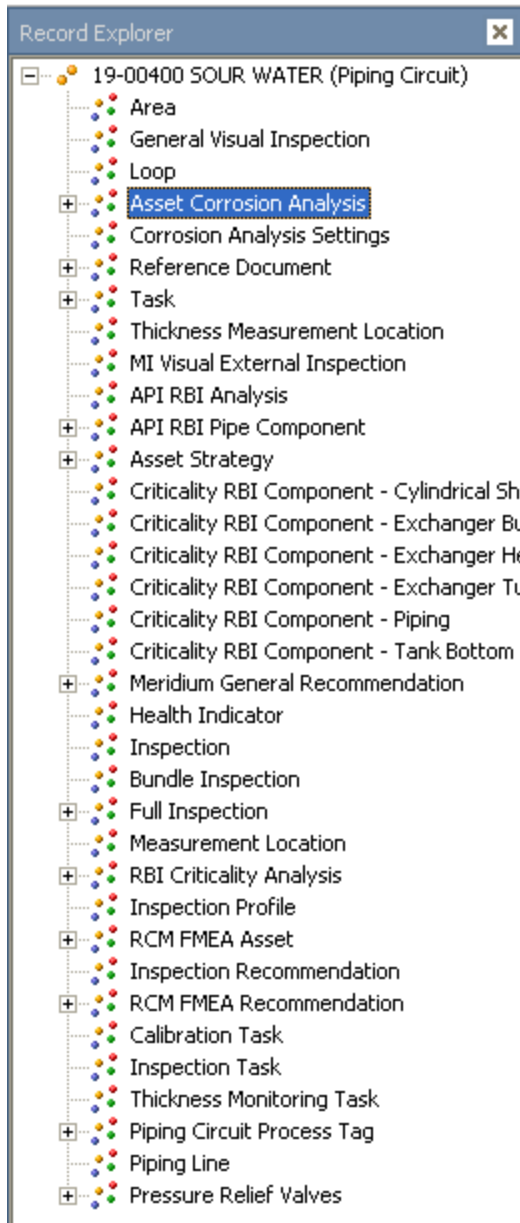 Record Explorer
19-00400 SOUR WATER (Piping Circuit)
Area
General Visual Inspection
Loop
Asset Corrosion Analysis
Corrosion Analysis Settings
Reference Document
Task
Thickness Measurement Location
MI Visual External Inspection
API RBI Analysis
API RBI Pipe Component
Asset Strategy
Criticality RBI Component - Cylindrical Sh
Criticality RBI Component - Exchanger Bu
Criticality RBI Component - Exchanger He
Criticality RBI Component - Exchanger Tu
Criticality RBI Component - Piping
Criticality RBI Component - Tank Bottom
Meridium General Recommendation
Health Indicator
Inspection
Bundle Inspection
Full Inspection
Measurement Location
RBI Criticality Analysis
Inspection Profile
RCM FMEA Asset
Inspection Recommendation
RCM FMEA Recommendation
Calibration Task
Inspection Task
Thickness Monitoring Task
Piping Circuit Process Tag
Piping Line
Pressure Relief Valves